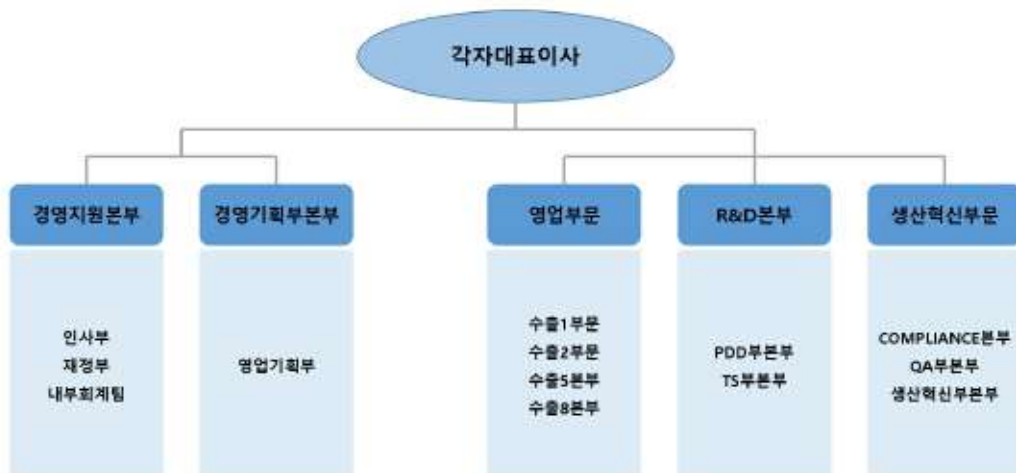 각자대표이사
경영지원본부
경영기획부본부
영업부문
R&D본부
생산혁신부문
인사부
재정부
내부회계팀
영업기획부
수출1부문
수출2부문
수출5본부
수출8본부
PDD부본부
TS부본부
COMPLIANCE본부
QA부본부
생산혁신부본부